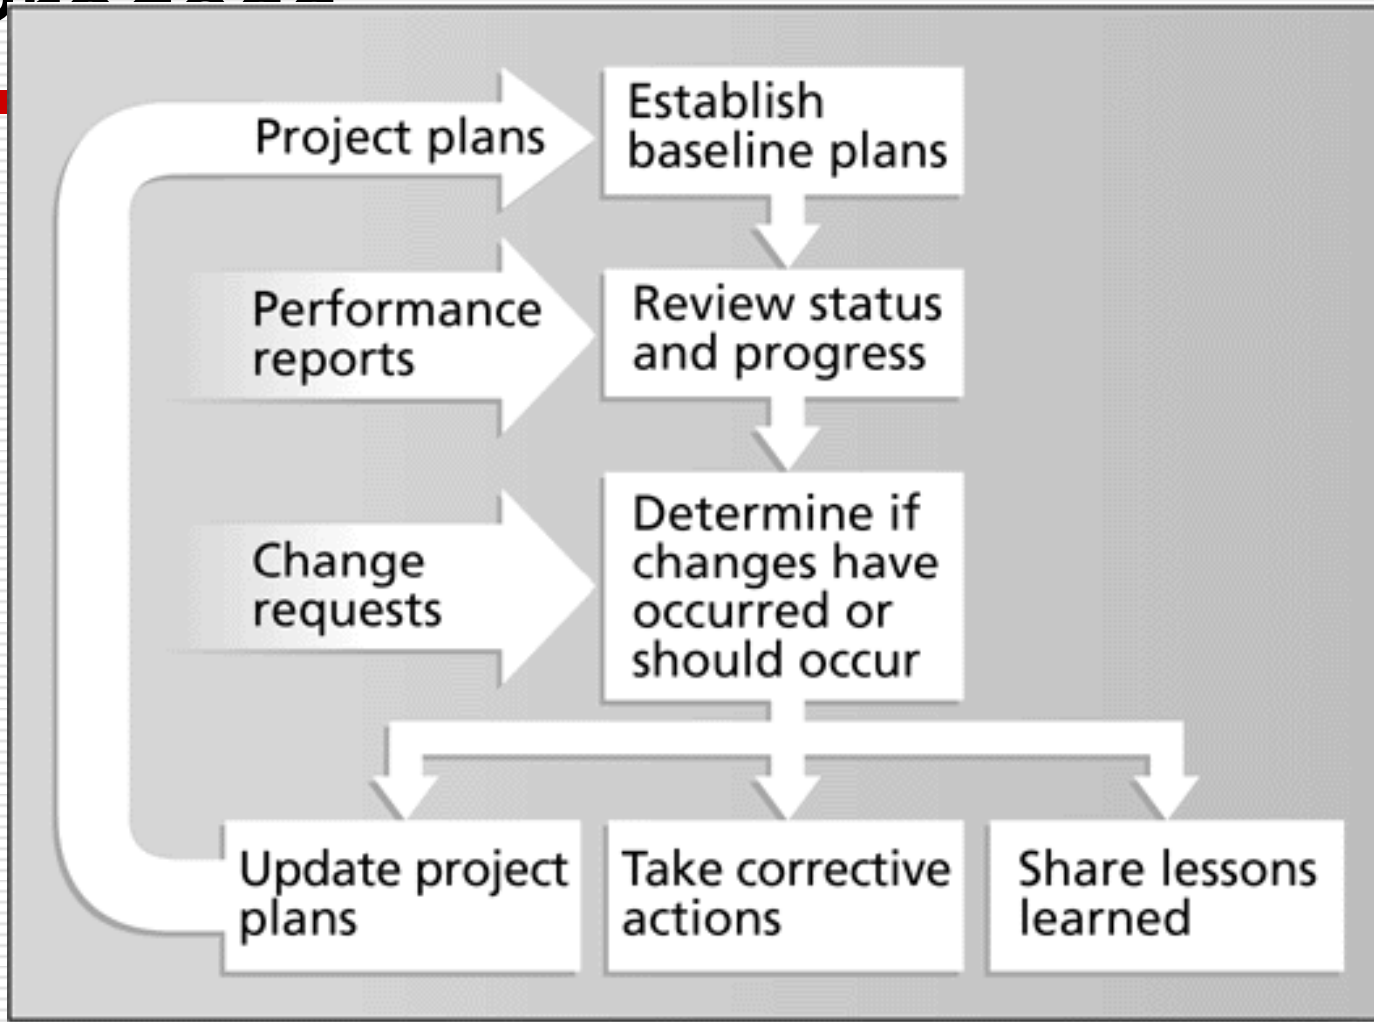 Project plans
Establish
baseline plans
Performance
reports
Review status
and progress
Change
requests
Determine if
changes have
occurred or
should occur
Update project
plans
Take corrective
actions
Share lessons
learned